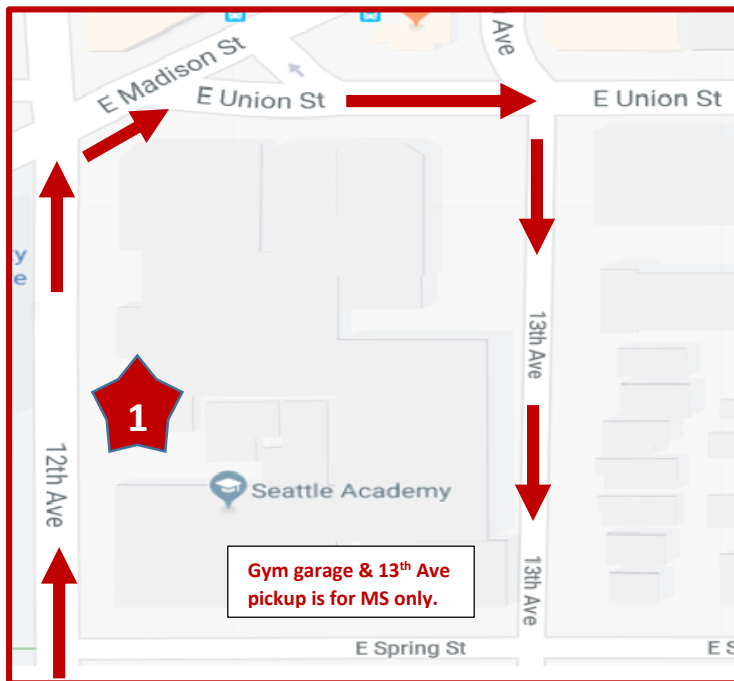 Ave
E Madison St
E Union St
E Union St
ty
e
13th Ave
1
12th Ave
Seattle Academy
Gym garage & 13th Ave
pickup is for MS only.
13th Ave
E Spring St
E S